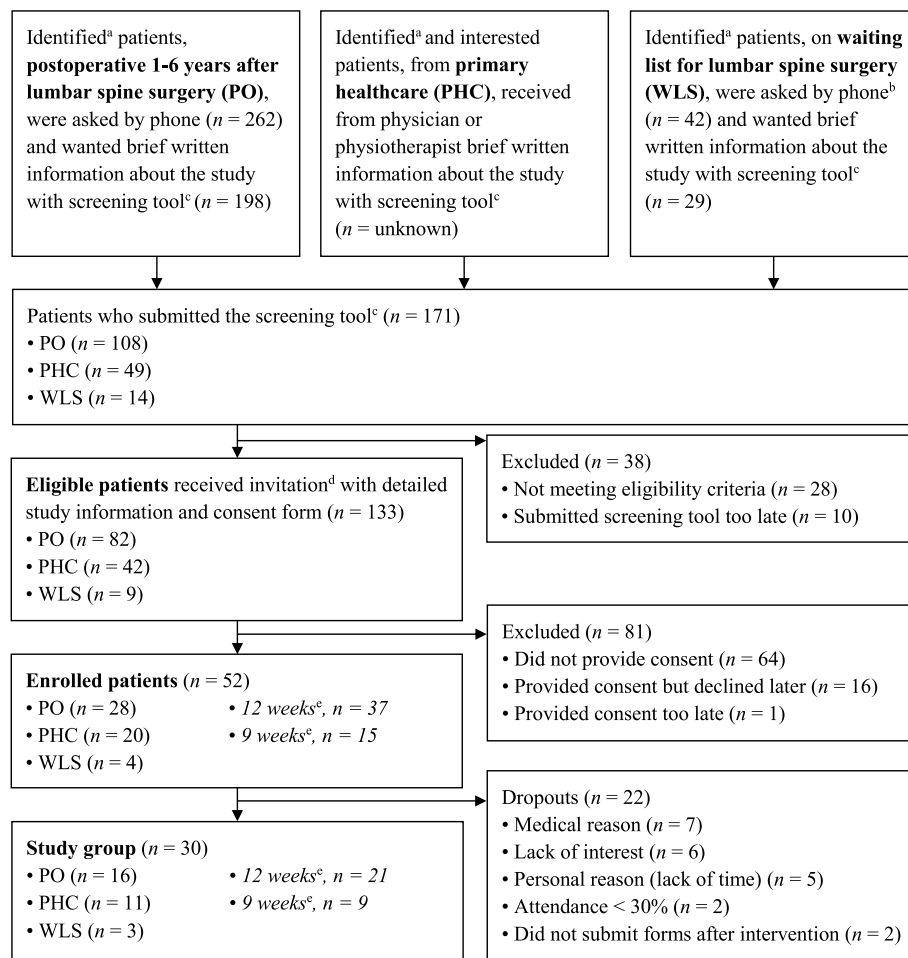 Identifiedᵃ patients,
postoperative 1-6 years after
lumbar spine surgery (PO),
were asked by phone (n = 262)
and wanted brief written
information about the study
with screening toolᶜ (n = 198)
Identifiedᵃ and interested
patients, from primary
healthcare (PHC), received
from physician or
physiotherapist brief written
information about the study
with screening toolᶜ
(n = unknown)
Identifiedᵃ patients, on waiting
list for lumbar spine surgery
(WLS), were asked by phoneᵇ
(n = 42) and wanted brief
written information about the
study with screening toolᶜ
(n = 29)
Patients who submitted the screening toolᶜ (n = 171)
• PO (n = 108)
• PHC (n = 49)
• WLS (n = 14)
Excluded (n = 38)
• Not meeting eligibility criteria (n = 28)
• Submitted screening tool too late (n = 10)
Eligible patients received invitationᵈ with detailed
study information and consent form (n = 133)
• PO (n = 82)
• PHC (n = 42)
• WLS (n = 9)
Excluded (n = 81)
• Did not provide consent (n = 64)
• Provided consent but declined later (n = 16)
• Provided consent too late (n = 1)
Enrolled patients (n = 52)
• PO (n = 28) • 12 weeksᵉ, n = 37
• PHC (n = 20) • 9 weeksᵉ, n = 15
• WLS (n = 4)
Dropouts (n = 22)
• Medical reason (n = 7)
• Lack of interest (n = 6)
• Personal reason (lack of time) (n = 5)
• Attendance < 30% (n = 2)
• Did not submit forms after intervention (n = 2)
Study group (n = 30)
• PO (n = 16) • 12 weeksᵉ, n = 21
• PHC (n = 11) • 9 weeksᵉ, n = 9
• WLS (n = 3)